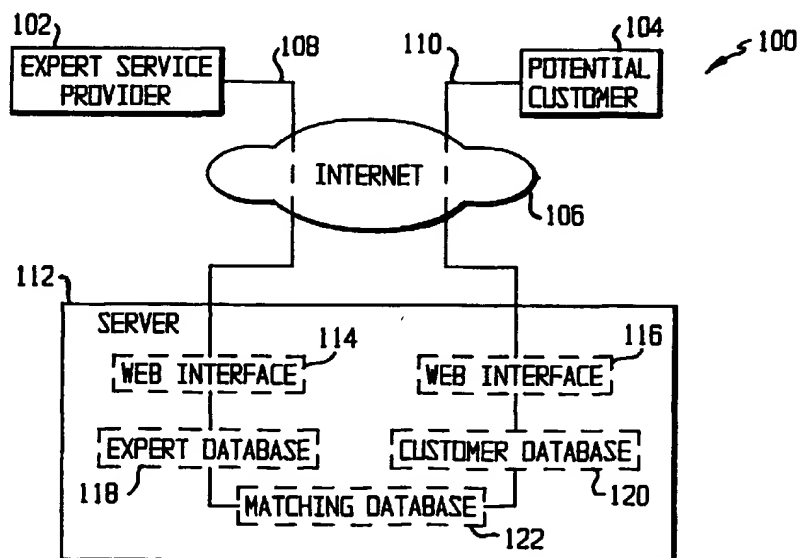 102
104
100
EXPERT SERVICE
PROVIDER
108
110
POTENTIAL
CUSTOMER
INTERNET
106
112
SERVER
114
116
WEB INTERFACE
WEB INTERFACE
EXPERT DATABASE
CUSTOMER DATABASE
118
120
MATCHING DATABASE
122